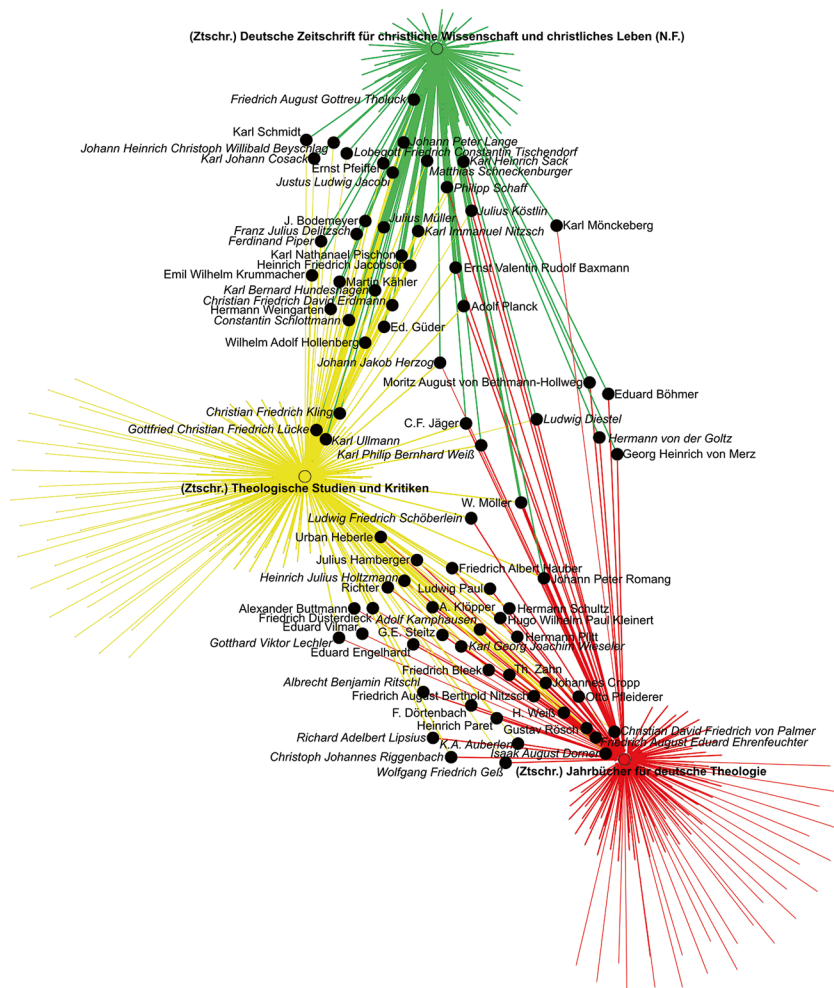 (Ztschr.) Deutsche Zeitschrift für christliche Wissenschaft und christliches Leben (N.F.)
Friedrich August Gottreu Tholuck
Karl Schmidt
Johann Peter Lange
Johann Heinrich Christoph Willibald Beyschlag
Lobegott Friedrich Constantin Tischendorf
Karl Johann Cosack
Karl Heinrich Sack
Ernst Pfeiffer
Matthias Schneckenburger
Justus Ludwig Jacobi
Philipp Schaff
Julius Köstlin
J. Bodemeyer
Julius Müller
Karl Mönckeberg
Franz Julius Delitzsch
Karl Immanuel Nitzsch
Ferdinand Piper
Karl Nathanael Pischon
Heinrich Friedrich Jacobson
Ernst Valentin Rudolf Baxmann
Emil Wilhelm Krummacher
Martin Kähler
Karl Bernard Hundeshagen
Christian Friedrich David Erdmann
Adolf Planck
Hermann Weingarten
Constantin Schlottmann
Ed. Güder
Wilhelm Adolf Hollenberg
Johann Jakob Herzog
Moritz August von Bethmann-Hollweg
Eduard Böhmer
Christian Friedrich Kling
Ludwig Diestel
C.F. Jäger
Gottfried Christian Friedrich Lücke
Hermann von der Goltz
Karl Ullmann
Karl Philip Bernhard Weiß
Georg Heinrich von Merz
(Ztschr.) Theologische Studien und Kritiken
W. Möller
Ludwig Friedrich Schöberlein
Urban Heberle
Julius Hamberger
Friedrich Albert Hauber
Heinrich Julius Holtzmann
Johann Peter Romang
Richter
Ludwig Paul
Alexander Buttmann
A. Klöpper
Hermann Schultz
Friedrich Düsterdieck
Adolf Kamphausen
Hugo Wilhelm Paul Kleinert
Eduard Vilmar
G.E. Steitz
Hermann Plitt
Gotthard Viktor Lechler
Karl Georg Joachim Wieseler
Eduard Engelhardt
Friedrich Bleek
Th. Zahn
Albrecht Benjamin Ritschl
Johannes Cropp
Friedrich August Berthold Nitzsch
Otto Pfleiderer
F. Dörtenbach
H. Weiß
Heinrich Paret
Gustav Rösch
Christian David Friedrich von Palmer
Richard Adelbert Lipsius
K.A. Auberlen
Friedrich August Eduard Ehrenfeuchter
Christoph Johannes Riggenbach
Isaak August Dorner
Wolfgang Friedrich Geß
(Ztschr.) Jahrbücher für deutsche Theologie